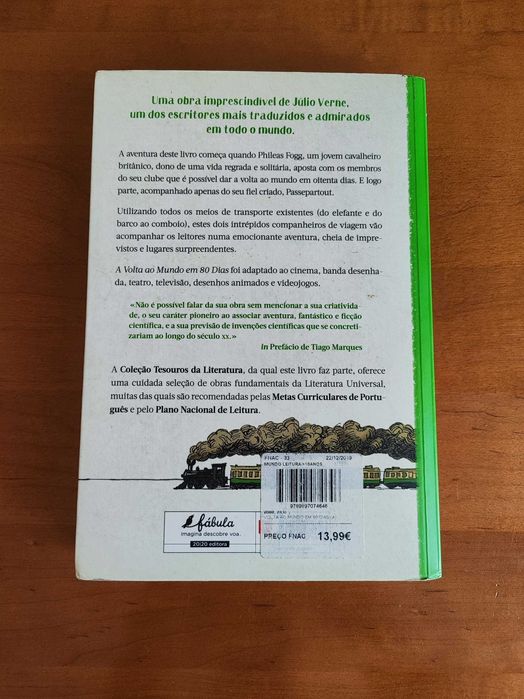 Uma obra imprescindível de Júlio Verne,
um dos escritores mais traduzidos e admirados
em todo o mundo.
A aventura deste livro começa quando Phileas Fogg, um jovem cavalheiro
britânico, dono de uma vida regrada e solitária, aposta com os membros
do seu clube que é possível dar a volta ao mundo em oitenta dias. E logo
parte, acompanhado apenas do seu fiel criado, Passepartout.
Utilizando todos os meios de transporte existentes (do elefante e do
barco ao comboio), estes dois intrépidos companheiros de viagem vão
acompanhar os leitores numa emocionante aventura, cheia de impre-
vistos e lugares surpreendentes.
A Volta ao Mundo em 80 Dias foi adaptado ao cinema, banda desenha-
da, teatro, televisão, desenhos animados e videojogos.
«Não é possível falar da sua obra sem mencionar a sua criativida-
de, o seu caráter pioneiro ao associar aventura, fantástico e ficção
científica, e a sua previsão de invenções científicas que se concreti-
zariam ao longo do século XX.»
in Prefácio de Tiago Marques
A Coleção Tesouros da Literatura, da qual este livro faz parte, oferece
uma cuidada seleção de obras fundamentais da Literatura Universal,
muitas das quais são recomendadas pelas Metas Curriculares de Portu-
guês e pelo Plano Nacional de Leitura.
FNAC 33 22/12/2019
MUNDO LEITURA>10ANOS
9789897074646
PREÇO FNAC 13,99€
fábula
imagina descobre voa.
20|20 editora